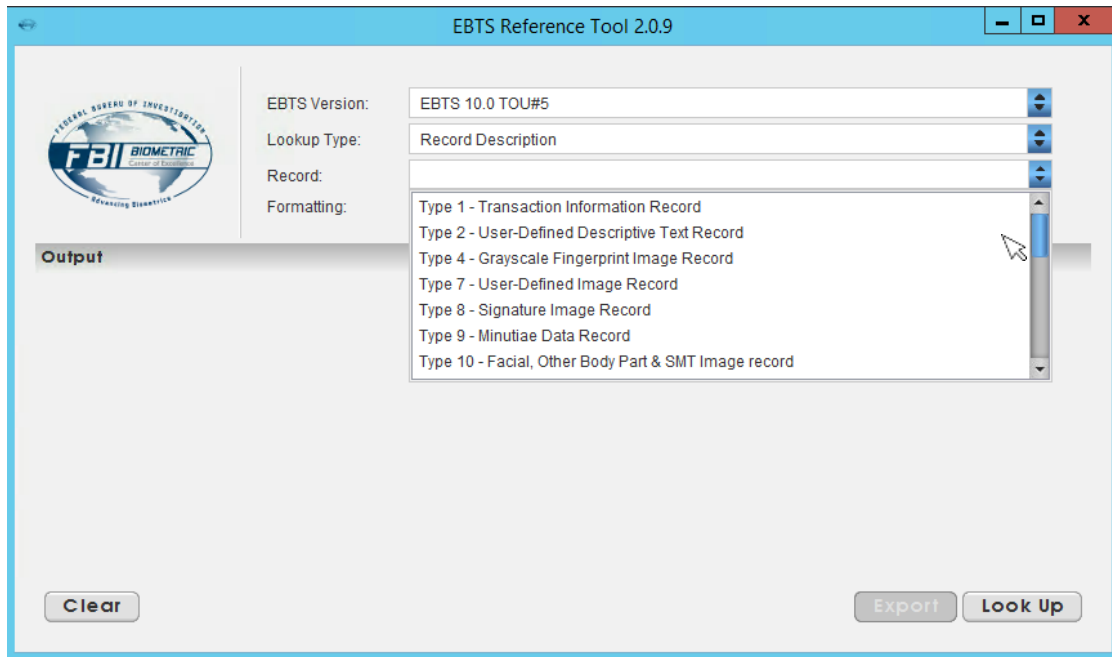 EBTS Reference Tool 2.0.9
FEDERAL BUREAU OF INVESTIGATION
FBI BIOMETRIC
Center of Excellence
Advancing Biometrics
EBTS Version:
EBTS 10.0 TOU#5
Lookup Type:
Record Description
Record:
Formatting:
Type 1 - Transaction Information Record
Type 2 - User-Defined Descriptive Text Record
Type 4 - Grayscale Fingerprint Image Record
Type 7 - User-Defined Image Record
Type 8 - Signature Image Record
Type 9 - Minutiae Data Record
Type 10 - Facial, Other Body Part & SMT Image record
Output
Clear
Export
Look Up